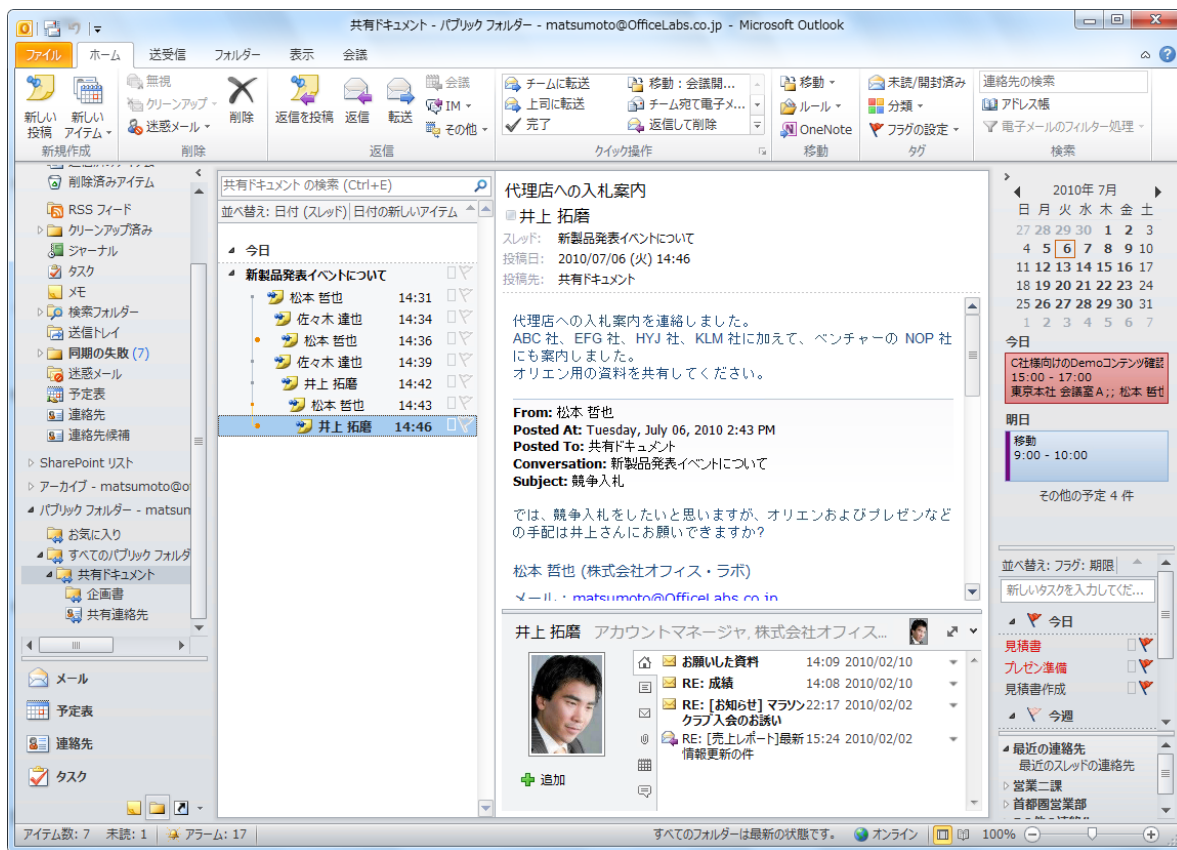 共有ドキュメント - パブリック フォルダー - matsumoto@OfficeLabs.co.jp - Microsoft Outlook
ファイル ホーム 送受信 フォルダー 表示 会議
新しい投稿
新しいアイテム
新規作成
無視
クリーンアップ
迷惑メール
削除
削除
返信を投稿
返信
転送
会議
IM
その他
返信
チームに転送
上司に転送
完了
移動：会議開...
チーム宛て電子メ...
返信して削除
クイック操作
移動
ルール
OneNote
移動
未読/開封済み
分類
フラグの設定
タグ
連絡先の検索
アドレス帳
電子メールのフィルター処理
検索
削除済みアイテム
RSS フィード
クリーンアップ済み
ジャーナル
タスク
メモ
検索フォルダー
送信トレイ
同期の失敗 (7)
迷惑メール
予定表
連絡先
連絡先候補
SharePoint リスト
アーカイブ - matsumoto@o
パブリック フォルダー - matsum
お気に入り
すべてのパブリック フォルダ
共有ドキュメント
企画書
共有連絡先
メール
予定表
連絡先
タスク
共有ドキュメント の検索 (Ctrl+E)
並べ替え: 日付 (スレッド) 日付の新しいアイテム
今日
新製品発表イベントについて
松本 哲也 14:31
佐々木 達也 14:34
松本 哲也 14:36
佐々木 達也 14:39
井上 拓磨 14:42
松本 哲也 14:43
井上 拓磨 14:46
代理店への入札案内
井上 拓磨
スレッド: 新製品発表イベントについて
投稿日: 2010/07/06 (火) 14:46
投稿先: 共有ドキュメント
代理店への入札案内を連絡しました。
ABC 社、EFG 社、HYJ 社、KLM 社に加えて、ベンチャーの NOP 社
にも案内しました。
オリエン用の資料を共有してください。
From: 松本 哲也
Posted At: Tuesday, July 06, 2010 2:43 PM
Posted To: 共有ドキュメント
Conversation: 新製品発表イベントについて
Subject: 競争入札
では、競争入札をしたいと思いますが、オリエンおよびプレゼンなど
の手配は井上さんにお願いできますか?
松本 哲也 (株式会社オフィス・ラボ)
メール : matsumoto@OfficeLabs.co.jp
井上 拓磨 アカウントマネージャ, 株式会社オフィス...
追加
お願いした資料 14:09 2010/02/10
RE: 成績 14:08 2010/02/10
RE: [お知らせ] マラソン 22:17 2010/02/02
クラブ入会のお誘い
RE: [売上レポート]最新 15:24 2010/02/02
情報更新の件
2010年 7月
日 月 火 水 木 金 土
27 28 29 30 1 2 3
4 5 6 7 8 9 10
11 12 13 14 15 16 17
18 19 20 21 22 23 24
25 26 27 28 29 30 31
1 2 3 4 5 6 7
今日
C社様向けのDemoコンテンツ確認
15:00 - 17:00
東京本社 会議室A ;; 松本 哲也
明日
移動
9:00 - 10:00
その他の予定 4 件
並べ替え: フラグ: 期限
新しいタスクを入力してくだ...
今日
見積書
プレゼン準備
見積書作成
今週
最近の連絡先
最近のスレッドの連絡先
営業二課
首都圏営業部
アイテム数: 7 未読: 1 アラーム: 17
すべてのフォルダーは最新の状態です。 オンライン 100%